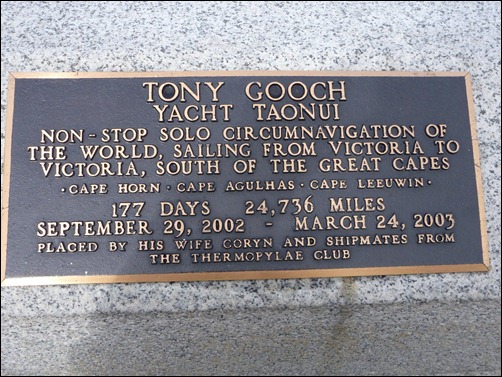 TONY GOOCH
YACHT TAONUI
NON-STOP SOLO CIRCUMNAVIGATION OF
THE WORLD, SAILING FROM VICTORIA TO
VICTORIA, SOUTH OF THE GREAT CAPES
· CAPE HORN · CAPE AGULHAS · CAPE LEEUWIN ·
177 DAYS 24,736 MILES
SEPTEMBER 29, 2002 - MARCH 24, 2003
PLACED BY HIS WIFE CORYN AND SHIPMATES FROM
THE THERMOPYLAE CLUB